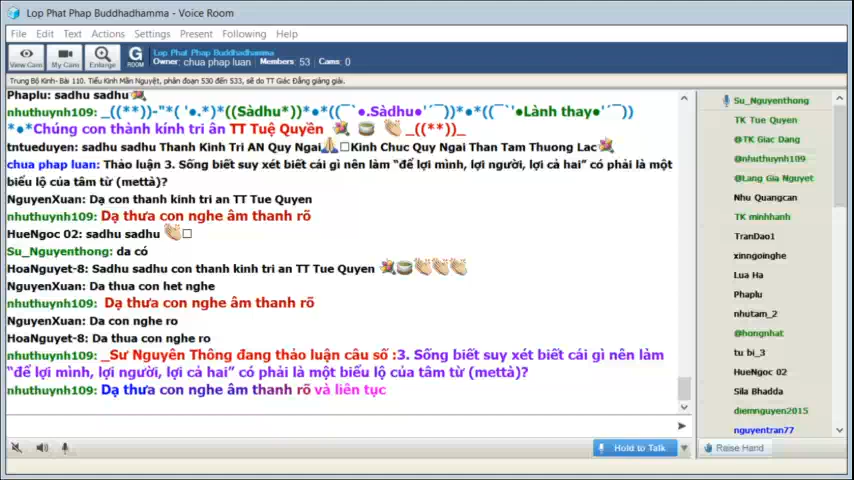 Lop Phat Phap Buddhadhamma - Voice Room
File Edit Text Actions Settings Present Following Help
View Cam My Cam Enlarge G ROOM
Lop Phat Phap Buddhadhamma
Owner: chua phap luan: Members: 53 Cams: 0
Trung Bộ Kinh- Bài 110. Tiểu Kinh Mãn Nguyệt, phân đoạn 530 đến 533, sẽ do TT Giác Đẳng giảng giải.
Phaplu: sadhu sadhu💐
nhuthuynh109: _((**))-"*( '●.*)*((Sàdhu*))*●*((¯`●.Sàdhu●'´¯))*●*((¯`'●Lành thay●'´¯))
*●*Chúng con thành kính tri ân TT Tuệ Quyền 💐 🍵 👏 _((**))_
tntueduyen: sadhu sadhu Thanh Kinh Tri AN Quy Ngai🙏□Kinh Chuc Quy Ngai Than Tam Thuong Lac💐
chua phap luan: Thảo luận 3. Sống biết suy xét biết cái gì nên làm “để lợi mình, lợi người, lợi cả hai” có phải là một
biểu lộ của tâm từ (mettà)?
NguyenXuan: Dạ con thanh kinh tri an TT Tue Quyen
nhuthuynh109: Dạ thưa con nghe âm thanh rõ
HueNgoc 02: sadhu sadhu 👏□
Su_Nguyenthong: da có
HoaNguyet-8: Sadhu sadhu con thanh kinh tri an TT Tue Quyen 💐🍵👏👏👏
NguyenXuan: Da thua con het nghe
nhuthuynh109: Dạ thưa con nghe âm thanh rõ
NguyenXuan: Da con nghe ro
HoaNguyet-8: Da thua con nghe ro
nhuthuynh109: _Sư Nguyên Thông đang thảo luận câu số :3. Sống biết suy xét biết cái gì nên làm
“để lợi mình, lợi người, lợi cả hai” có phải là một biểu lộ của tâm từ (mettà)?
nhuthuynh109: Dạ thưa con nghe âm thanh rõ và liên tục
Hold to Talk
Su_Nguyenthong
TK Tue Quyen
@TK Giac Dang
@nhuthuynh109
@Lang Gia Nguyet
Nhu Quangcan
TK minhhanh
TranDao1
xinngoinghe
Lua Ha
Phaplu
nhutam_2
@hongnhat
tu bi_3
HueNgoc 02
Sila Bhadda
diemnguyen2015
nguyentran77
Raise Hand